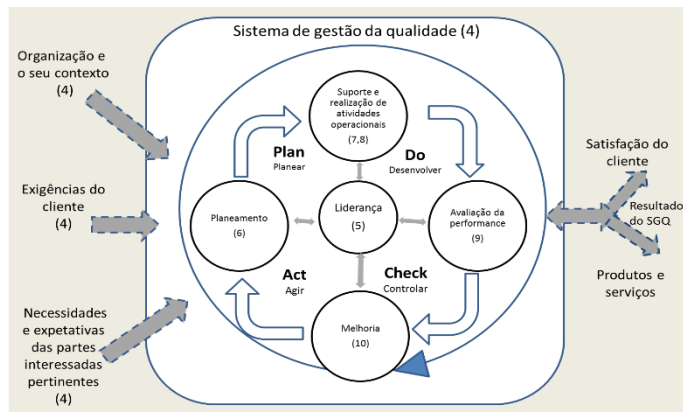 Sistema de gestão da qualidade (4)
Organização e
o seu contexto
(4)
Exigências do
cliente
(4)
Necessidades
e expetativas
das partes
interessadas
pertinentes
(4)
Suporte e
realização de
atividades
operacionais
(7,8)
Plan
Planear
Do
Desenvolver
Planeamento
(6)
Liderança
(5)
Avaliação da
performance
(9)
Act
Agir
Check
Controlar
Melhoria
(10)
Satisfação do
cliente
Resultado
do SGQ
Produtos e
serviços